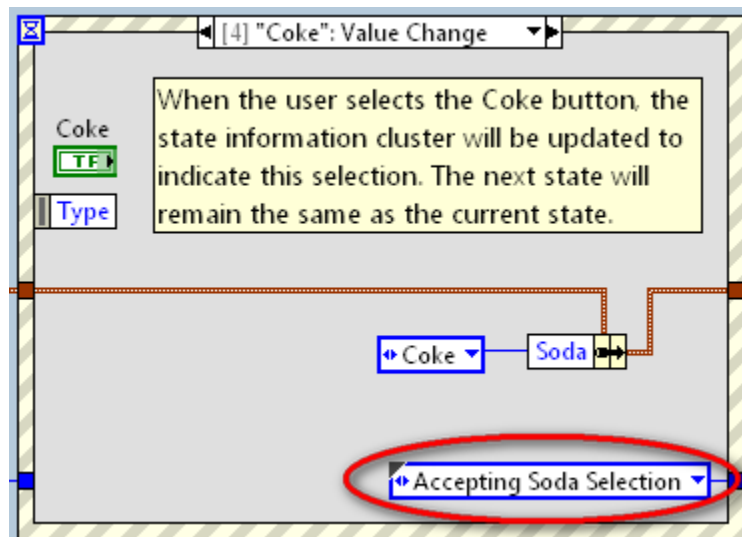 [4] "Coke": Value Change
Coke
TF
Type
When the user selects the Coke button, the
state information cluster will be updated to
indicate this selection. The next state will
remain the same as the current state.
Coke
Soda
Accepting Soda Selection